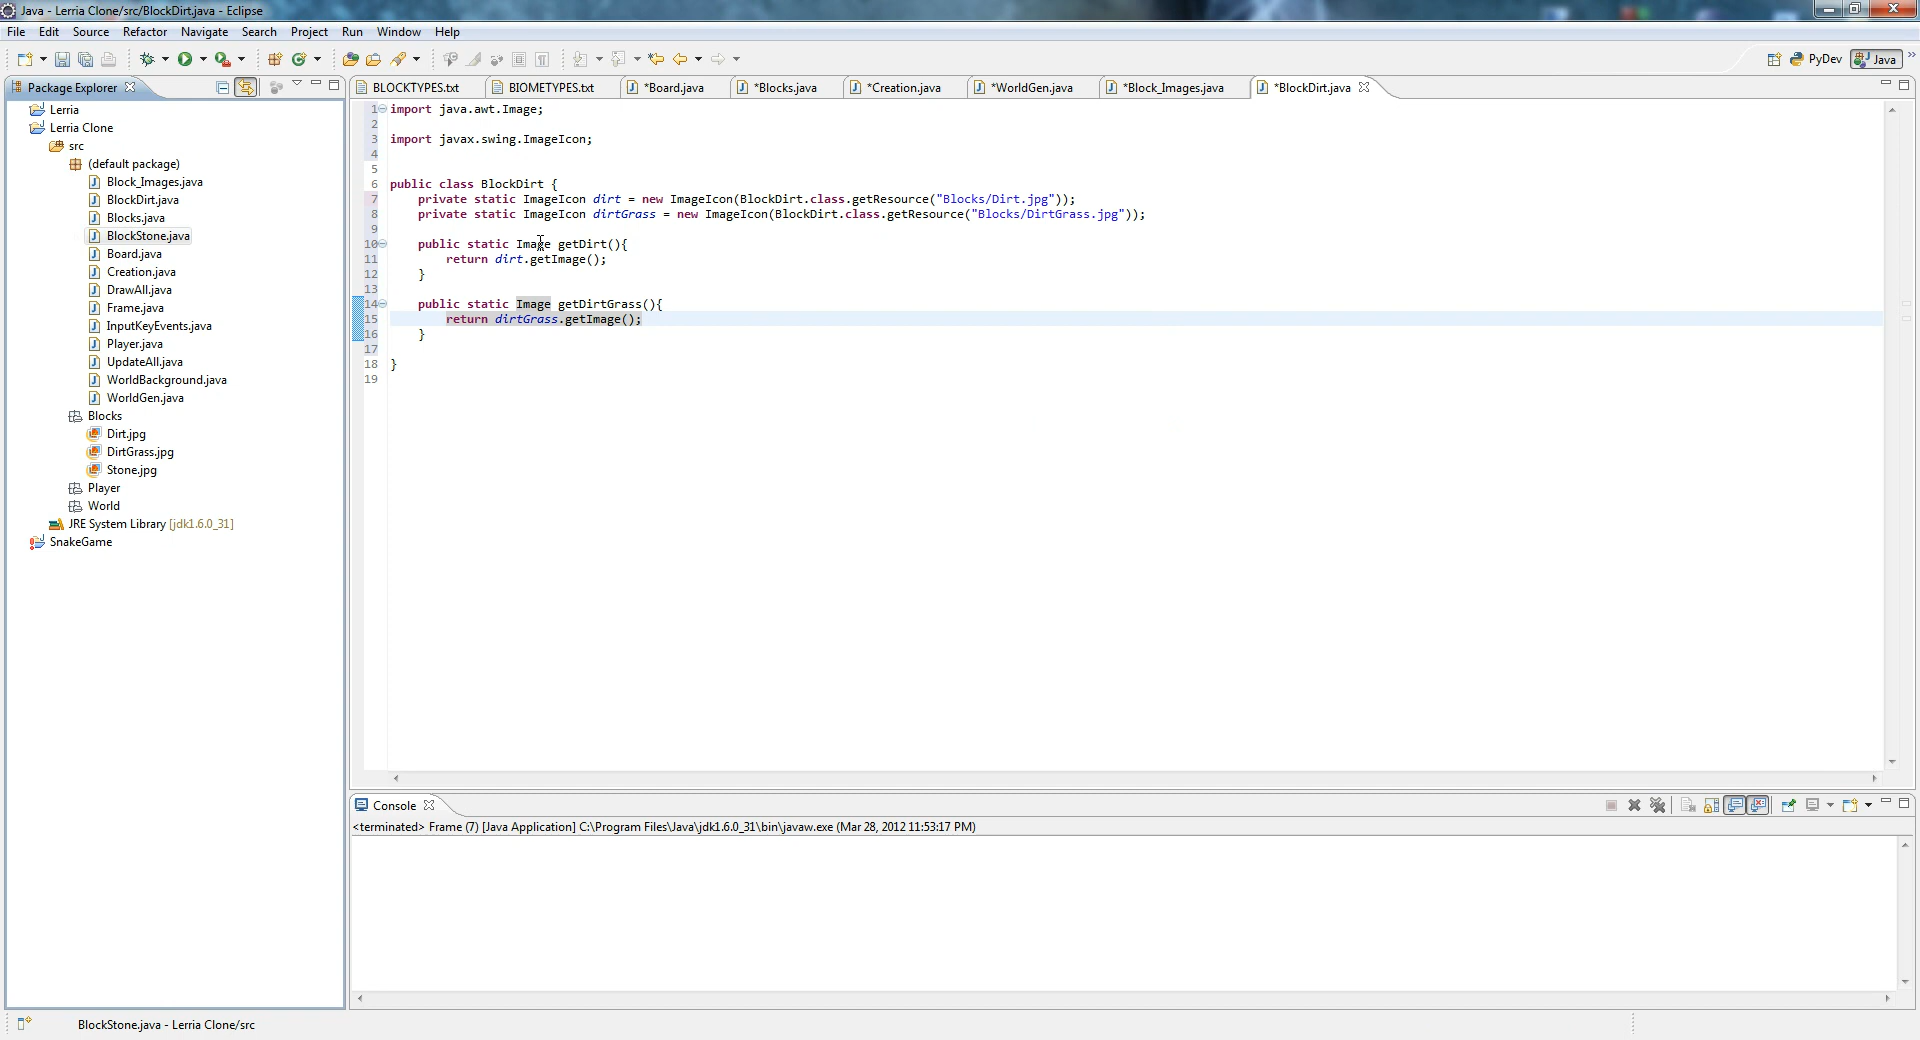 Java - Lerria Clone/src/BlockDirt.java - Eclipse
File Edit Source Refactor Navigate Search Project Run Window Help
PyDev Java
Package Explorer
BLOCKTYPES.txt BIOMETYPES.txt *Board.java *Blocks.java *Creation.java *WorldGen.java *Block_Images.java *BlockDirt.java
Lerria
Lerria Clone
src
(default package)
Block_Images.java
BlockDirt.java
Blocks.java
BlockStone.java
Board.java
Creation.java
DrawAll.java
Frame.java
InputKeyEvents.java
Player.java
UpdateAll.java
WorldBackground.java
WorldGen.java
Blocks
Dirt.jpg
DirtGrass.jpg
Stone.jpg
Player
World
JRE System Library [jdk1.6.0_31]
SnakeGame
1 import java.awt.Image;
2
3 import javax.swing.ImageIcon;
4
5
6 public class BlockDirt {
7 private static ImageIcon dirt = new ImageIcon(BlockDirt.class.getResource("Blocks/Dirt.jpg"));
8 private static ImageIcon dirtGrass = new ImageIcon(BlockDirt.class.getResource("Blocks/DirtGrass.jpg"));
9
10 public static Image getDirt(){
11 return dirt.getImage();
12 }
13
14 public static Image getDirtGrass(){
15 return dirtGrass.getImage();
16 }
17
18 }
19
Console
<terminated> Frame (7) [Java Application] C:\Program Files\Java\jdk1.6.0_31\bin\javaw.exe (Mar 28, 2012 11:53:17 PM)
BlockStone.java - Lerria Clone/src